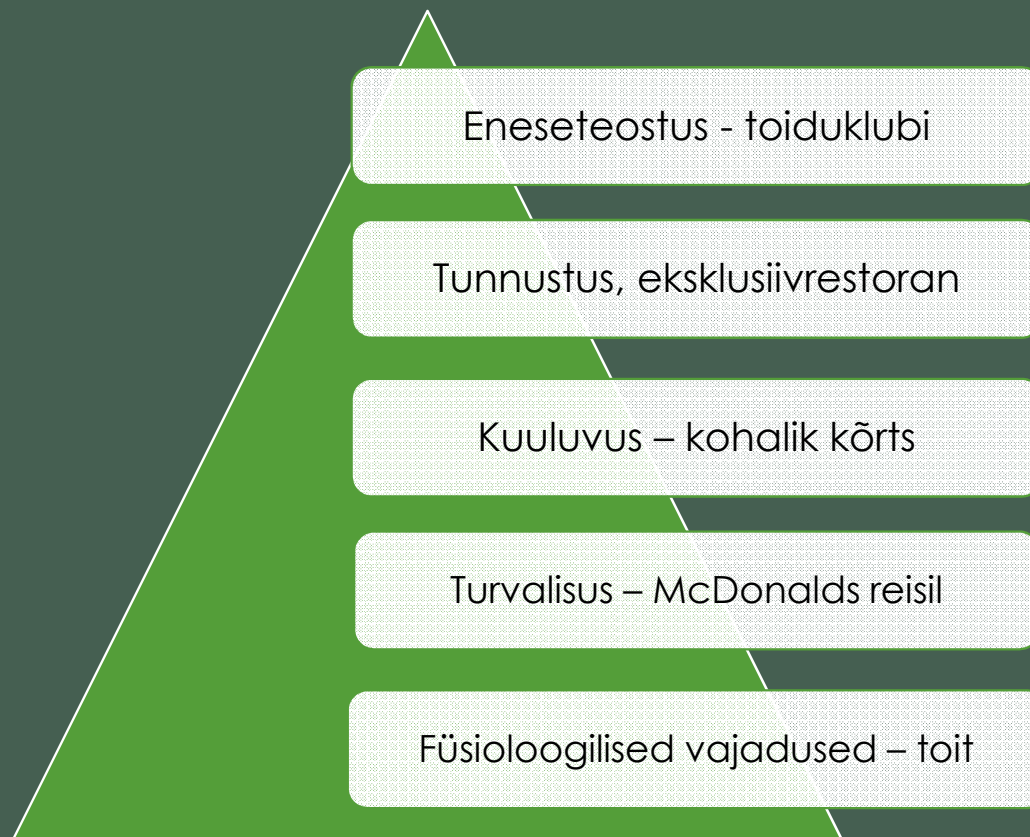 Eneseteostus - toiduklubi
Tunnustus, eksklusiivrestoran
Kuuluvus – kohalik kõrts
Turvalisus – McDonalds reisil
Füsioloogilised vajadused – toit